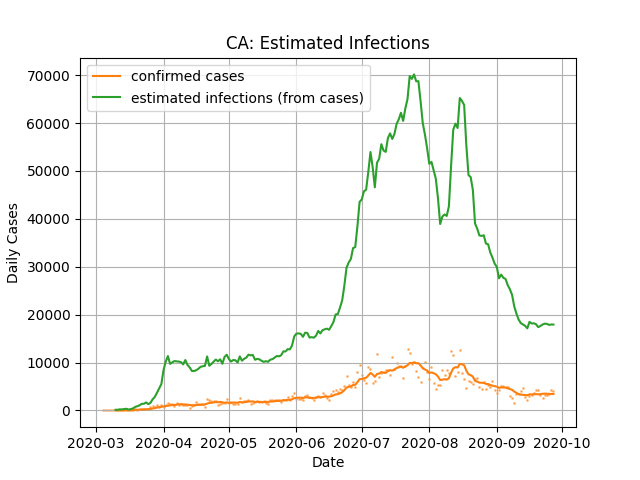 CA: Estimated Infections
confirmed cases
estimated infections (from cases)
Daily Cases
70000
60000
50000
40000
30000
20000
10000
0
2020-03 2020-04 2020-05 2020-06 2020-07 2020-08 2020-09 2020-10
Date